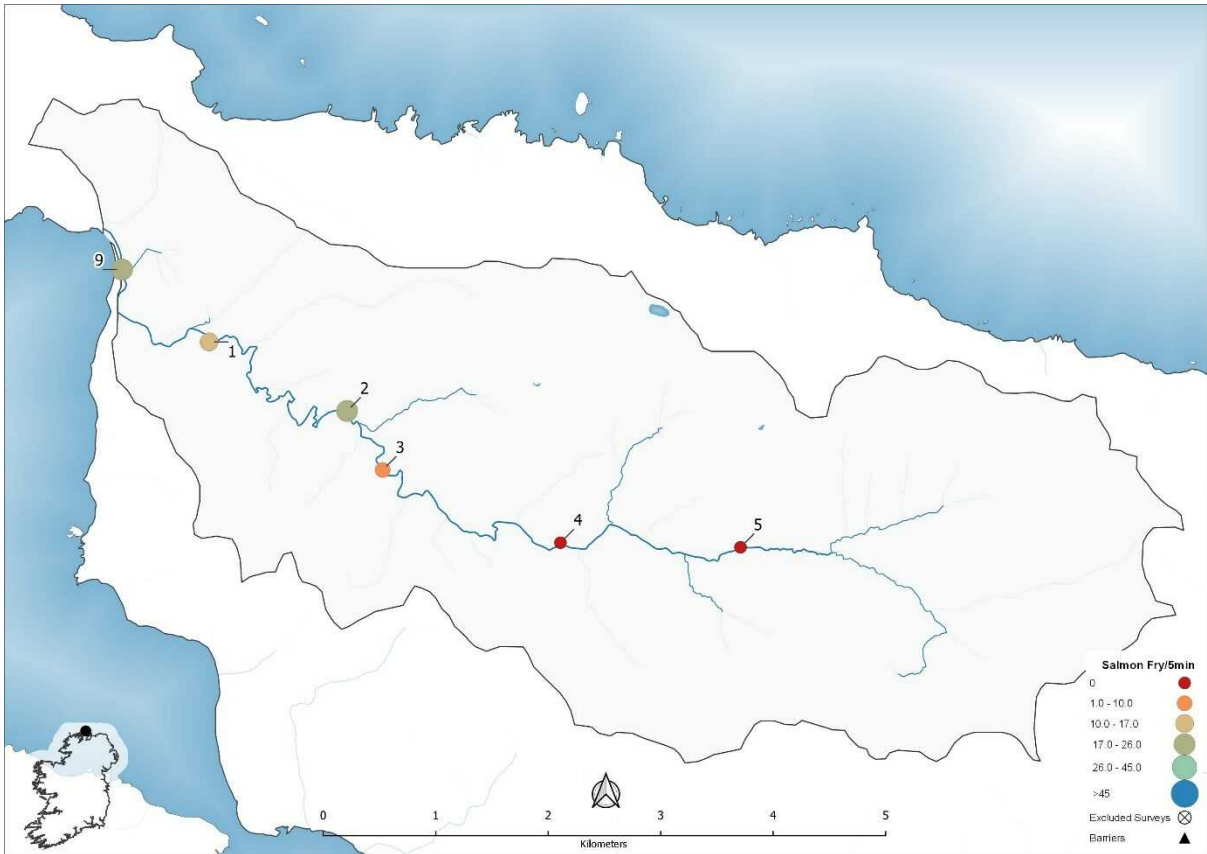 9
1
2
3
4
5
Salmon Fry/5min
0
1.0 - 10.0
10.0 - 17.0
17.0 - 26.0
26.0 - 45.0
>45
Excluded Surveys
Barriers
0 1 2 3 4 5
Kilometers